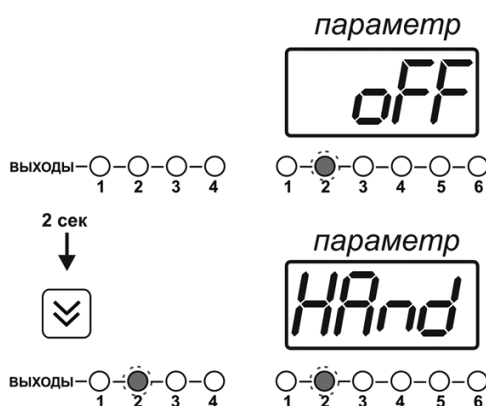 параметр
oFF
выходы
1 2 3 4
1 2 3 4 5 6
2 сек
параметр
HAnd
выходы
1 2 3 4
1 2 3 4 5 6